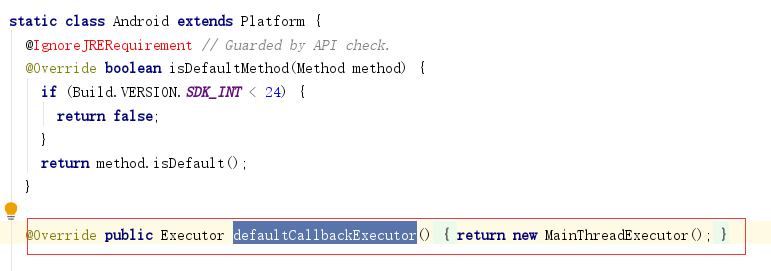 static class Android extends Platform {
@IgnoreJRERequirement // Guarded by API check.
@Override boolean isDefaultMethod(Method method) {
if (Build.VERSION.SDK_INT < 24) {
return false;
}
return method.isDefault();
}
@Override public Executor defaultCallbackExecutor() { return new MainThreadExecutor(); }